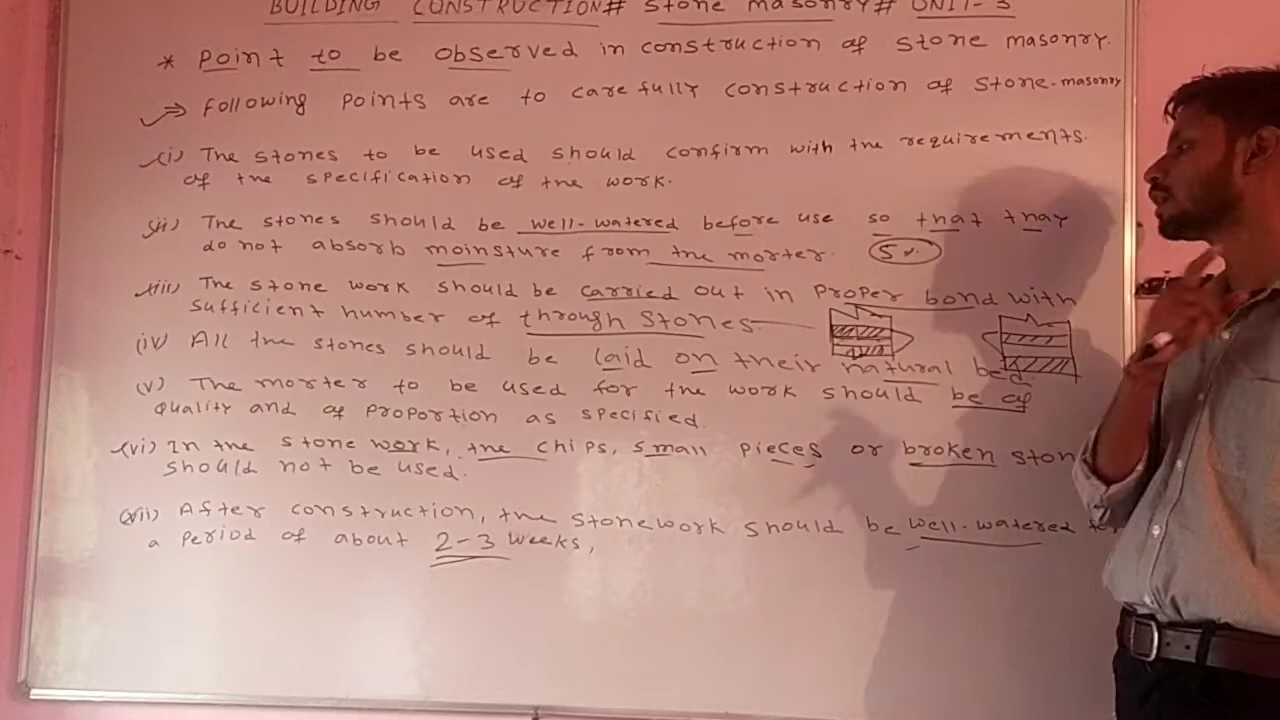 BUILDING CONSTRUCTION# Stone masonry# UNIT-3
* Point to be observed in construction of stone masonry.
⇒ Following points are to carefully construction of stone-masonry
(i) The stones to be used should confirm with the requirements.
of the specification of the work.
(ii) The stones should be well-watered before use so that thay
do not absorb moinsture from the morter. 5%
(iii) The stone work should be carried out in proper bond with
sufficient number of through stones
(iv) All the stones should be laid on their natural bed.
(v) The morter to be used for the work should be of
quality and of proportion as specified.
(vi) In the stone work, the chips, small pieces or broken ston
should not be used.
(vii) After construction, the stonework should be well-watered
a period of about 2-3 weeks,